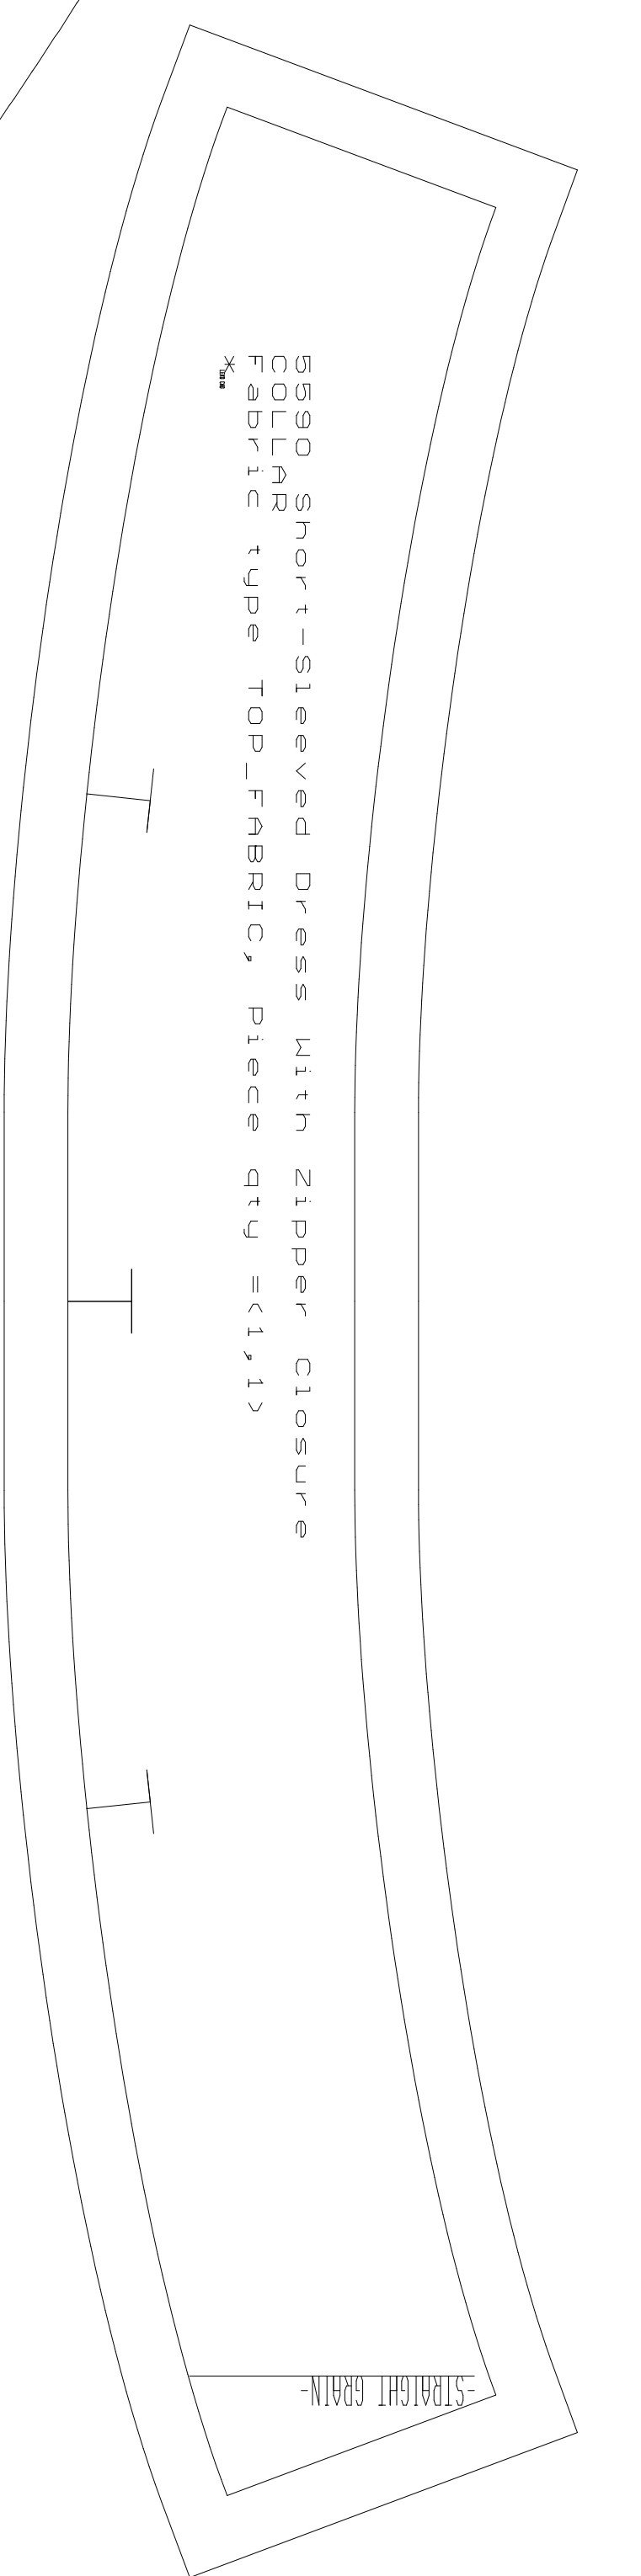 5590 Short-Sleeved Dress With Zipper Closure
COLLAR
Fabric type TOP_FABRIC, Piece qty =<1,1>
*
-STRAIGHT GRAIN-